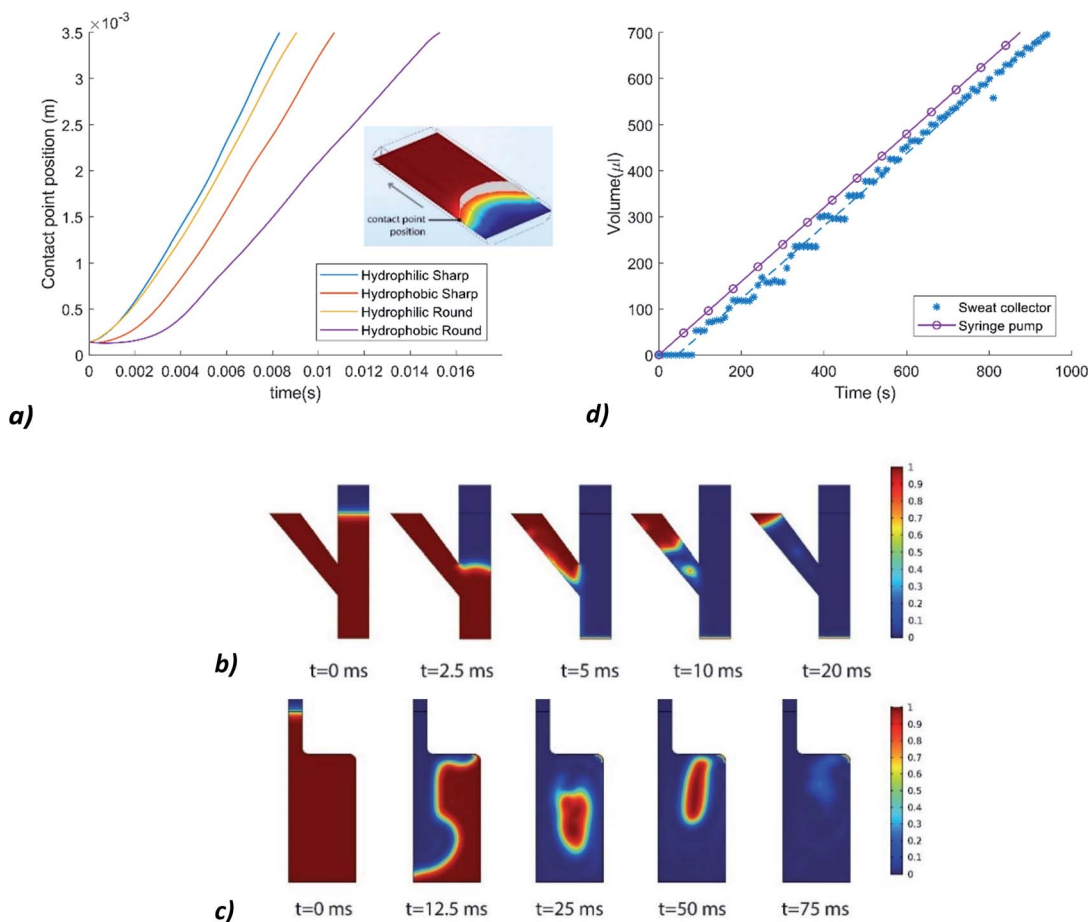 ×10⁻³
3.5
3
2.5
2
1.5
1
0.5
0
Contact point position (m)
0 0.002 0.004 0.006 0.008 0.01 0.012 0.014 0.016
time(s)
contact point
position
Hydrophilic Sharp
Hydrophobic Sharp
Hydrophilic Round
Hydrophobic Round
a)
700
600
500
400
300
200
100
0
Volume(μl)
0 200 400 600 800 1000
Time (s)
Sweat collector
Syringe pump
d)
1
0.9
0.8
0.7
0.6
0.5
0.4
0.3
0.2
0.1
0
b)
t=0 ms t=2.5 ms t=5 ms t=10 ms t=20 ms
1
0.9
0.8
0.7
0.6
0.5
0.4
0.3
0.2
0.1
0
c)
t=0 ms t=12.5 ms t=25 ms t=50 ms t=75 ms